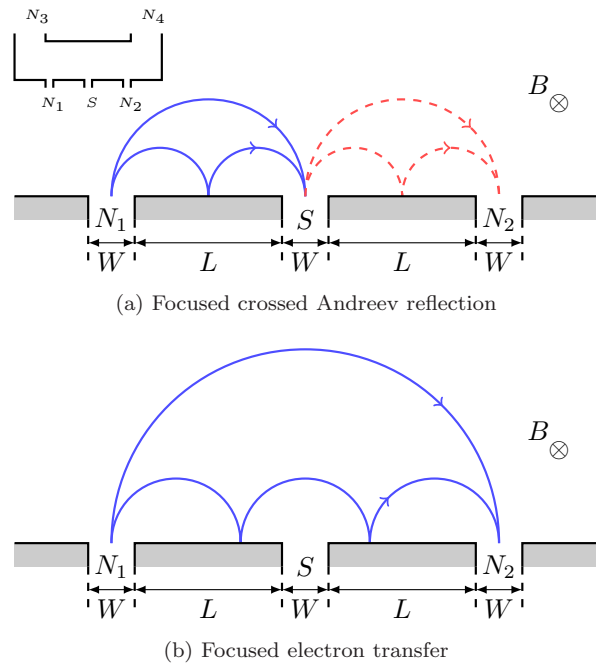 N₃ N₄
N₁ S N₂
B ⊗
N₁ S N₂
W L W L W
(a) Focused crossed Andreev reflection
B ⊗
N₁ S N₂
W L W L W
(b) Focused electron transfer